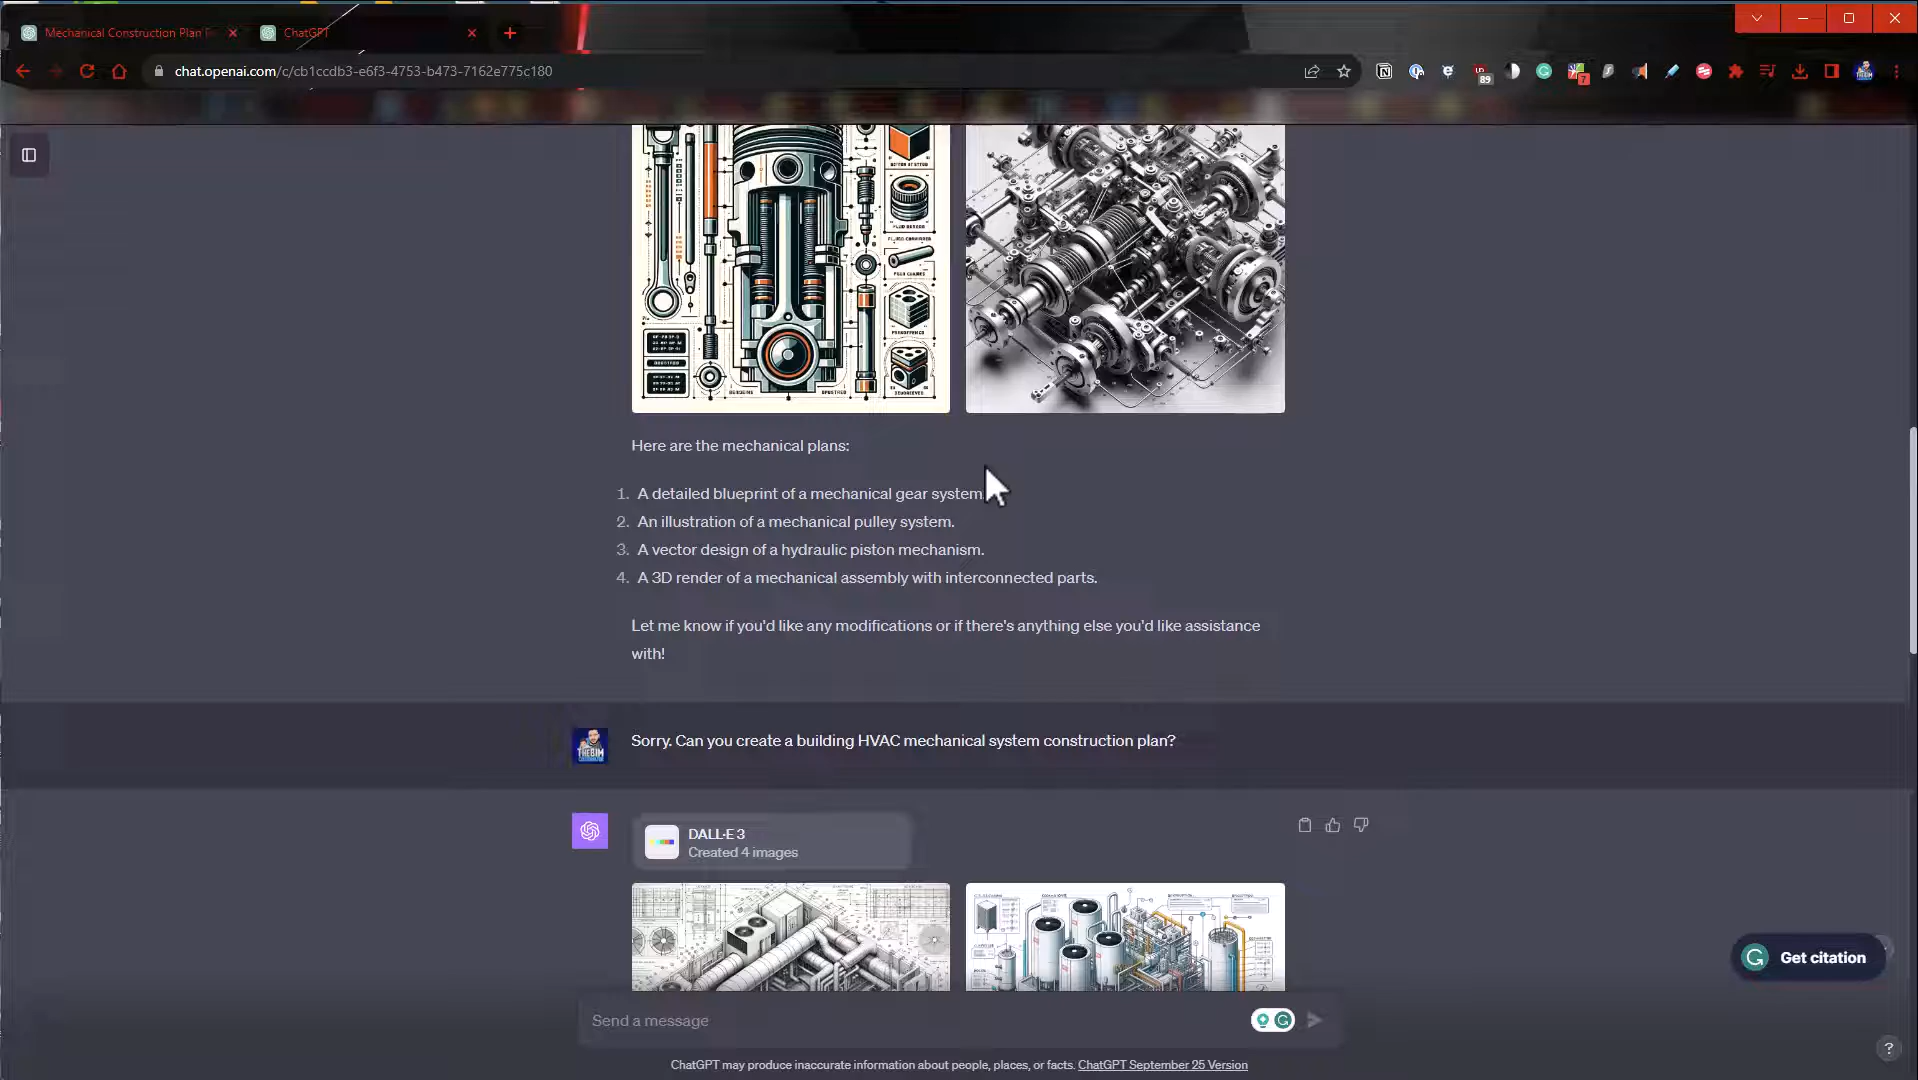 Mechanical Construction Plan
ChatGPT
chat.openai.com/c/cb1ccdb3-e6f3-4753-b473-7162e775c180
89
7
Here are the mechanical plans:
1. A detailed blueprint of a mechanical gear system.
2. An illustration of a mechanical pulley system.
3. A vector design of a hydraulic piston mechanism.
4. A 3D render of a mechanical assembly with interconnected parts.
Let me know if you'd like any modifications or if there's anything else you'd like assistance
with!
THEBIM
Sorry. Can you create a building HVAC mechanical system construction plan?
DALL·E 3
Created 4 images
Get citation
Send a message
ChatGPT may produce inaccurate information about people, places, or facts. ChatGPT September 25 Version
?